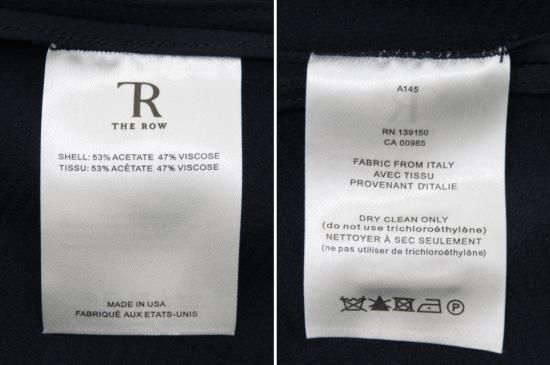 TR
THE ROW
SHELL: 53% ACETATE 47% VISCOSE
TISSU: 53% ACÉTATE 47% VISCOSE
MADE IN USA
FABRIQUÉ AUX ETATS-UNIS
A145
RN 139150
CA 00985
FABRIC FROM ITALY
AVEC TISSU
PROVENANT D'ITALIE
DRY CLEAN ONLY
(do not use trichloroéthylène)
NETTOYER À SEC SEULEMENT
(ne pas utiliser de trichloroéthylène)
P